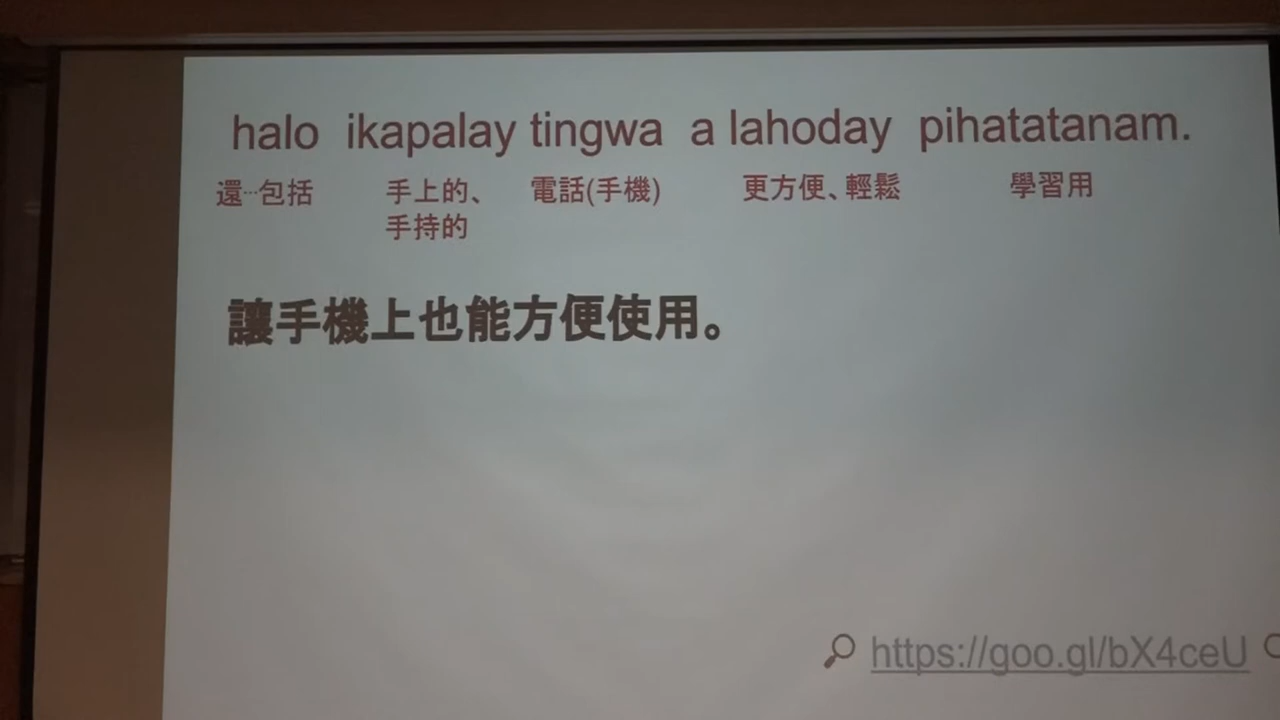 halo ikapalay tingwa a lahoday pihatatanam.
還…包括 手上的、 電話(手機) 更方便、輕鬆 學習用
手持的
讓手機上也能方便使用。
https://goo.gl/bX4ceU